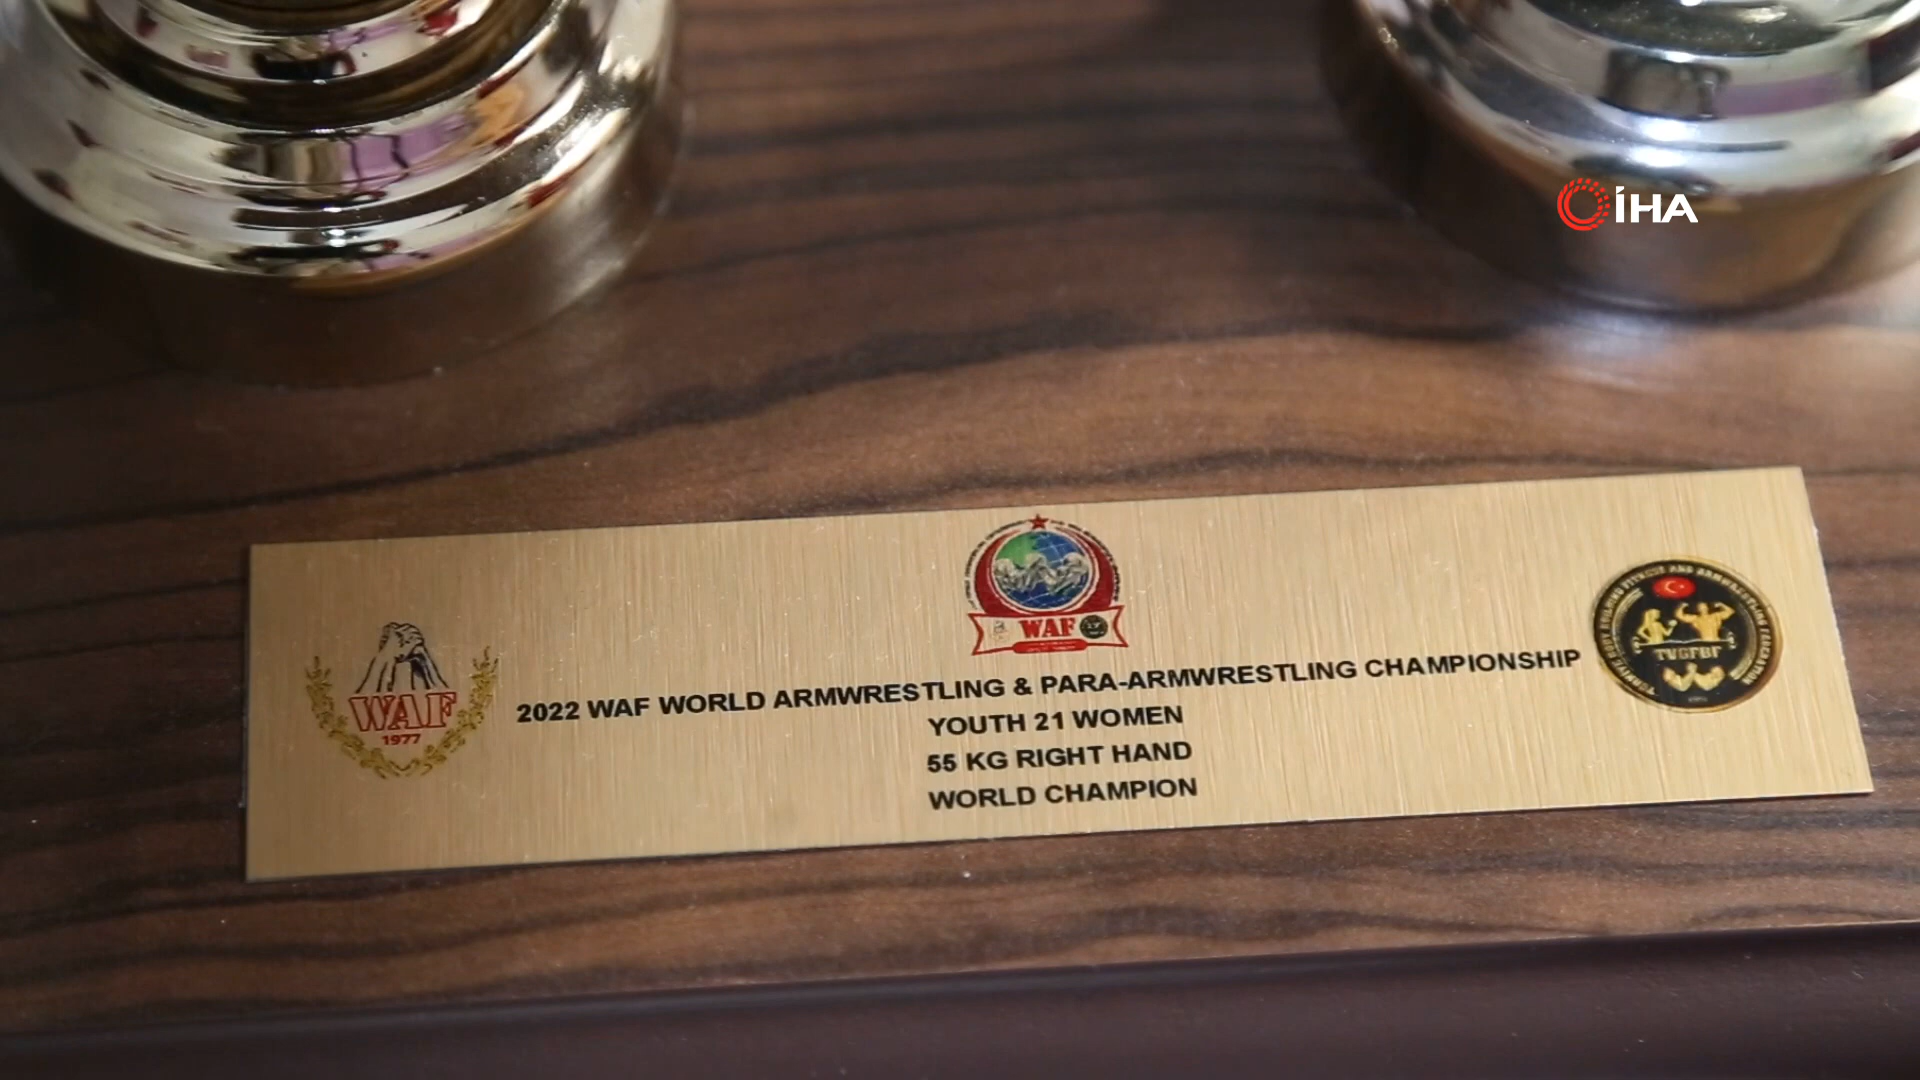 İHA
WAF
WAF
1977
TVGFBF
2022 WAF WORLD ARMWRESTLING & PARA-ARMWRESTLING CHAMPIONSHIP
YOUTH 21 WOMEN
55 KG RIGHT HAND
WORLD CHAMPION